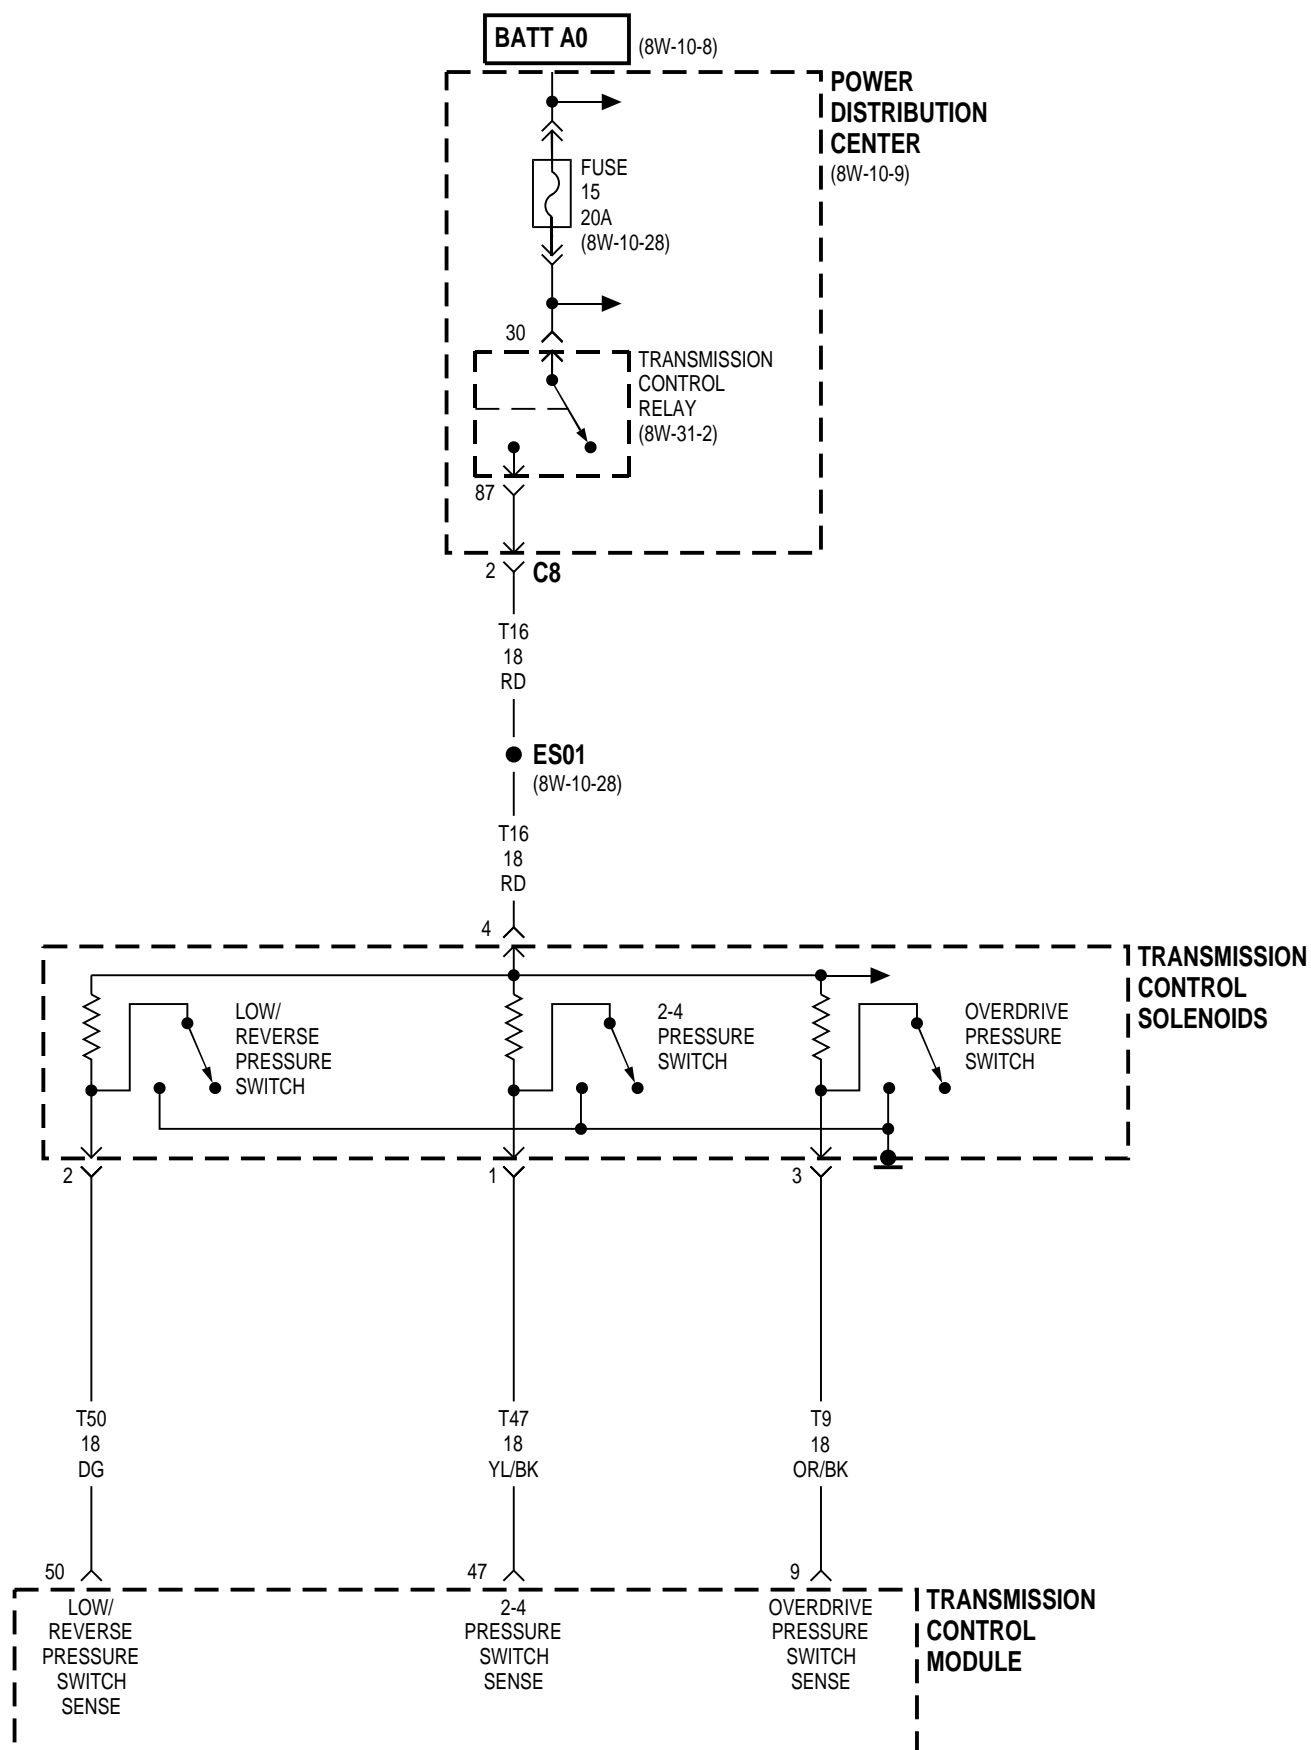 BATT A0
(8W-10-8)
POWER
DISTRIBUTION
CENTER
(8W-10-9)
FUSE
15
20A
(8W-10-28)
30
TRANSMISSION
CONTROL
RELAY
(8W-31-2)
87
2
C8
T16
18
RD
ES01
(8W-10-28)
T16
18
RD
4
TRANSMISSION
CONTROL
SOLENOIDS
LOW/
REVERSE
PRESSURE
SWITCH
2-4
PRESSURE
SWITCH
OVERDRIVE
PRESSURE
SWITCH
2
1
3
T50
18
DG
T47
18
YL/BK
T9
18
OR/BK
50
47
9
LOW/
REVERSE
PRESSURE
SWITCH
SENSE
2-4
PRESSURE
SWITCH
SENSE
OVERDRIVE
PRESSURE
SWITCH
SENSE
TRANSMISSION
CONTROL
MODULE